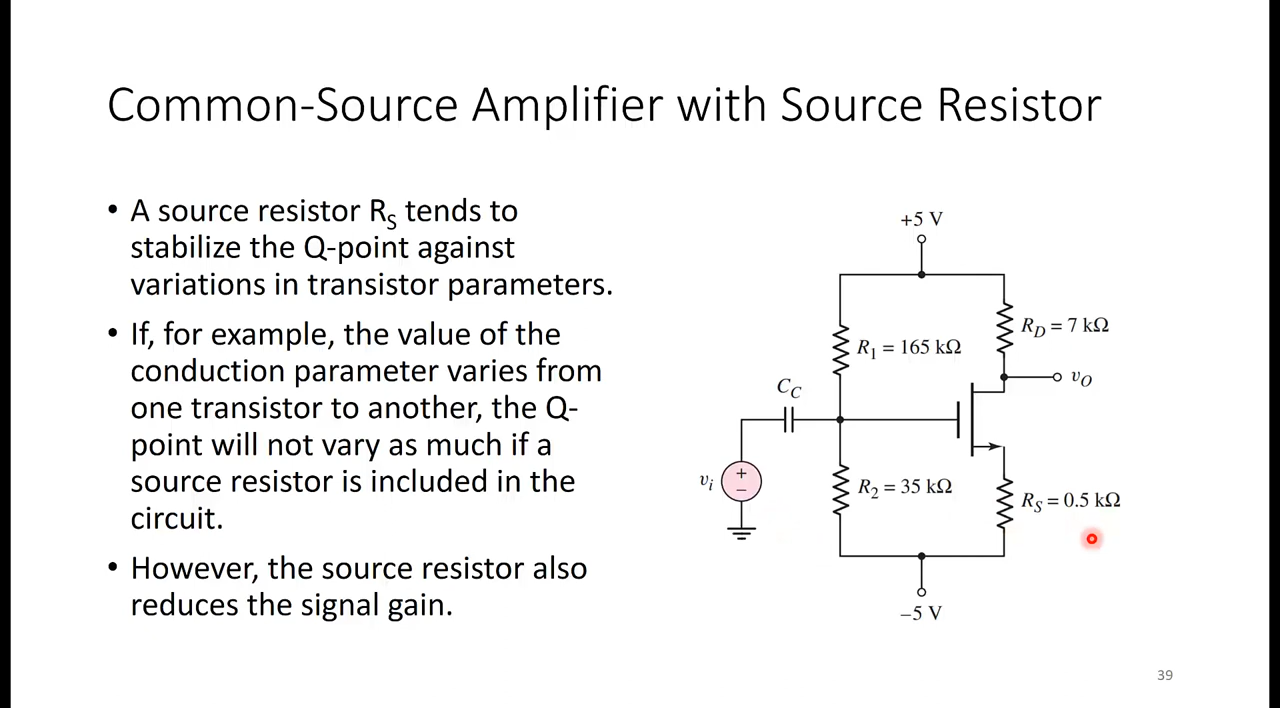 Common-Source Amplifier with Source Resistor
• A source resistor R_S tends to
stabilize the Q-point against
variations in transistor parameters.
• If, for example, the value of the
conduction parameter varies from
one transistor to another, the Q-
point will not vary as much if a
source resistor is included in the
circuit.
• However, the source resistor also
reduces the signal gain.
+5 V
R_D = 7 kΩ
R_1 = 165 kΩ
v_O
C_C
v_i
+
−
R_2 = 35 kΩ
R_S = 0.5 kΩ
−5 V
39